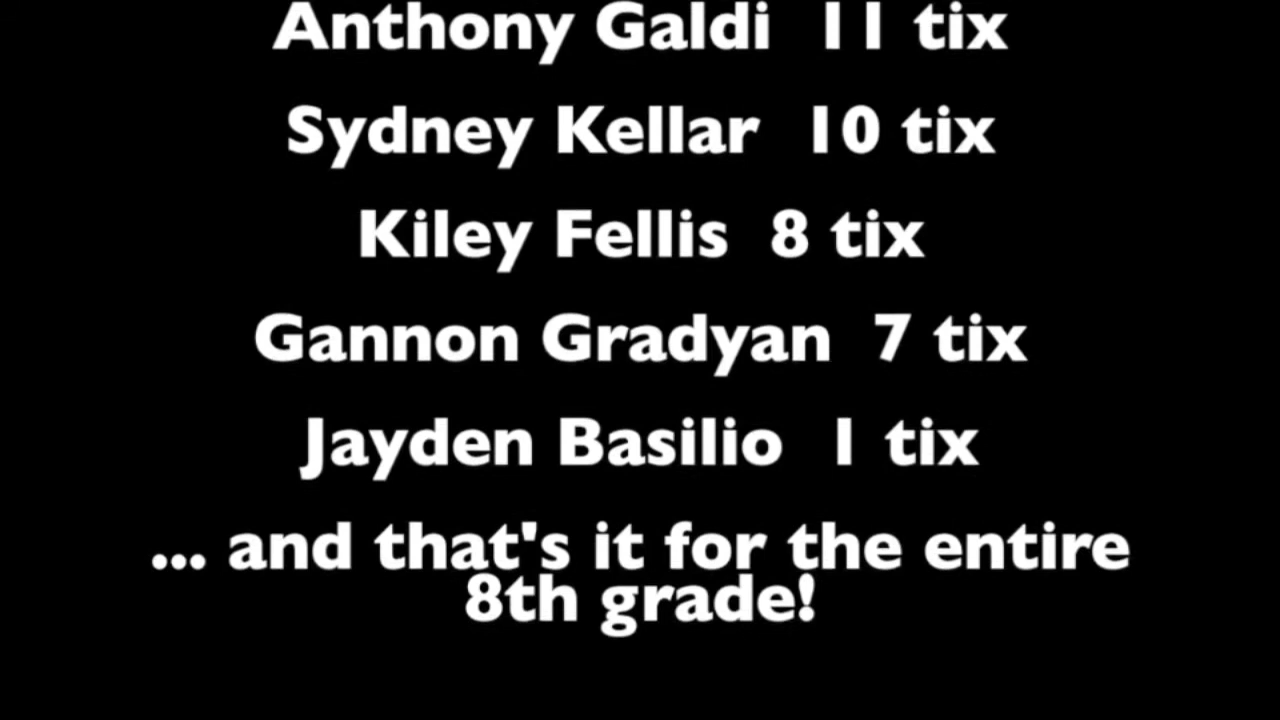 Anthony Galdi  11 tix
Sydney Kellar  10 tix
Kiley Fellis  8 tix
Gannon Gradyan  7 tix
Jayden Basilio  1 tix
... and that's it for the entire
8th grade!